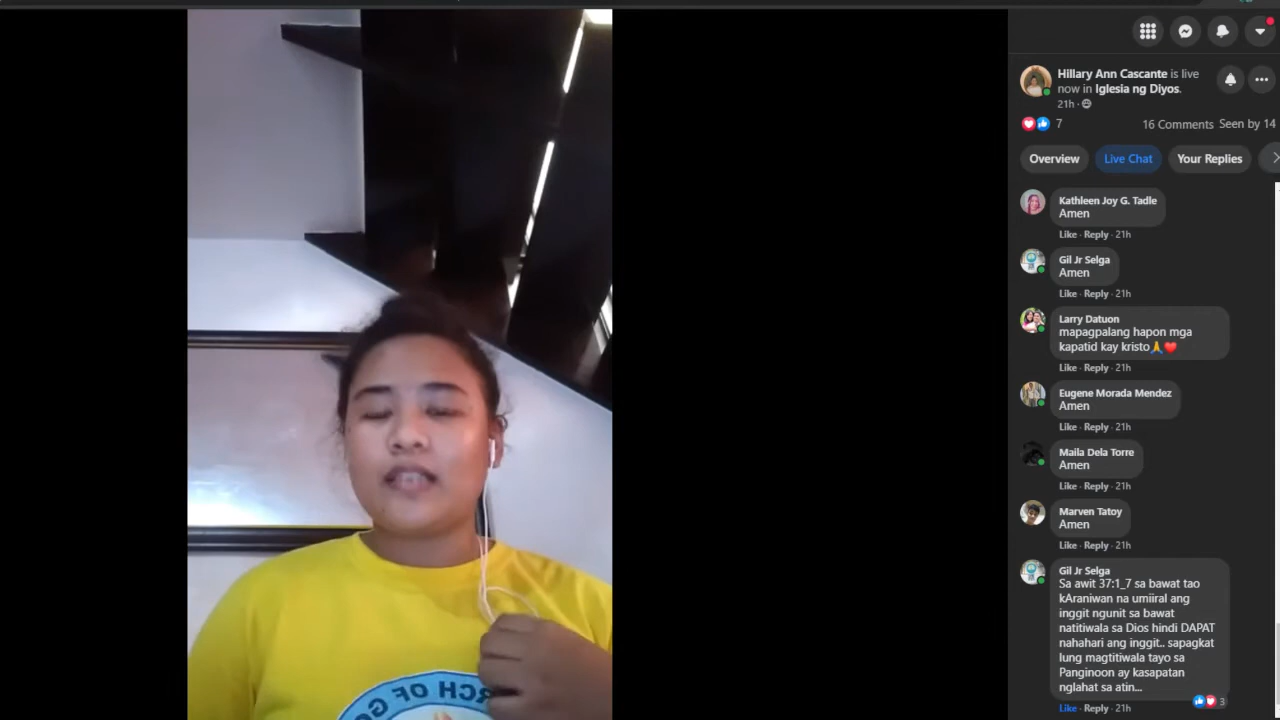 Hillary Ann Cascante is live
now in Iglesia ng Diyos.
21h
7
16 Comments Seen by 14
Overview
Live Chat
Your Replies
Kathleen Joy G. Tadle
Amen
Like · Reply · 21h
Gil Jr Selga
Amen
Like · Reply · 21h
Larry Datuon
mapagpalang hapon mga
kapatid kay kristo🙏❤️
Like · Reply · 21h
Eugene Morada Mendez
Amen
Like · Reply · 21h
Maila Dela Torre
Amen
Like · Reply · 21h
Marven Tatoy
Amen
Like · Reply · 21h
Gil Jr Selga
Sa awit 37:1_7 sa bawat tao
kAraniwan na umiiral ang
inggit ngunit sa bawat
natitiwala sa Dios hindi DAPAT
nahahari ang inggit.. sapagkat
lung magtitiwala tayo sa
Panginoon ay kasapatan
nglahat sa atin...
3
Like · Reply · 21h
RCH OF GO